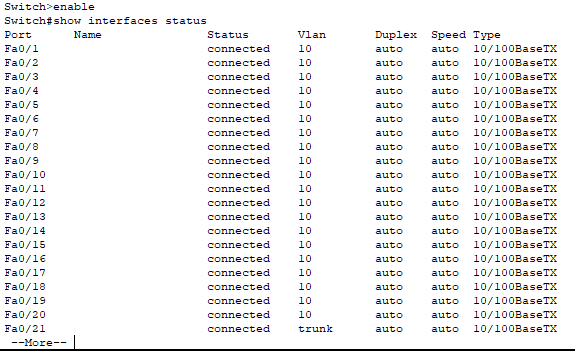 Switch>enable
Switch#show interfaces status
Port      Name               Status       Vlan       Duplex  Speed Type
Fa0/1                        connected    10         auto    auto  10/100BaseTX
Fa0/2                        connected    10         auto    auto  10/100BaseTX
Fa0/3                        connected    10         auto    auto  10/100BaseTX
Fa0/4                        connected    10         auto    auto  10/100BaseTX
Fa0/5                        connected    10         auto    auto  10/100BaseTX
Fa0/6                        connected    10         auto    auto  10/100BaseTX
Fa0/7                        connected    10         auto    auto  10/100BaseTX
Fa0/8                        connected    10         auto    auto  10/100BaseTX
Fa0/9                        connected    10         auto    auto  10/100BaseTX
Fa0/10                       connected    10         auto    auto  10/100BaseTX
Fa0/11                       connected    10         auto    auto  10/100BaseTX
Fa0/12                       connected    10         auto    auto  10/100BaseTX
Fa0/13                       connected    10         auto    auto  10/100BaseTX
Fa0/14                       connected    10         auto    auto  10/100BaseTX
Fa0/15                       connected    10         auto    auto  10/100BaseTX
Fa0/16                       connected    10         auto    auto  10/100BaseTX
Fa0/17                       connected    10         auto    auto  10/100BaseTX
Fa0/18                       connected    10         auto    auto  10/100BaseTX
Fa0/19                       connected    10         auto    auto  10/100BaseTX
Fa0/20                       connected    10         auto    auto  10/100BaseTX
Fa0/21                       connected    trunk      auto    auto  10/100BaseTX
 --More--